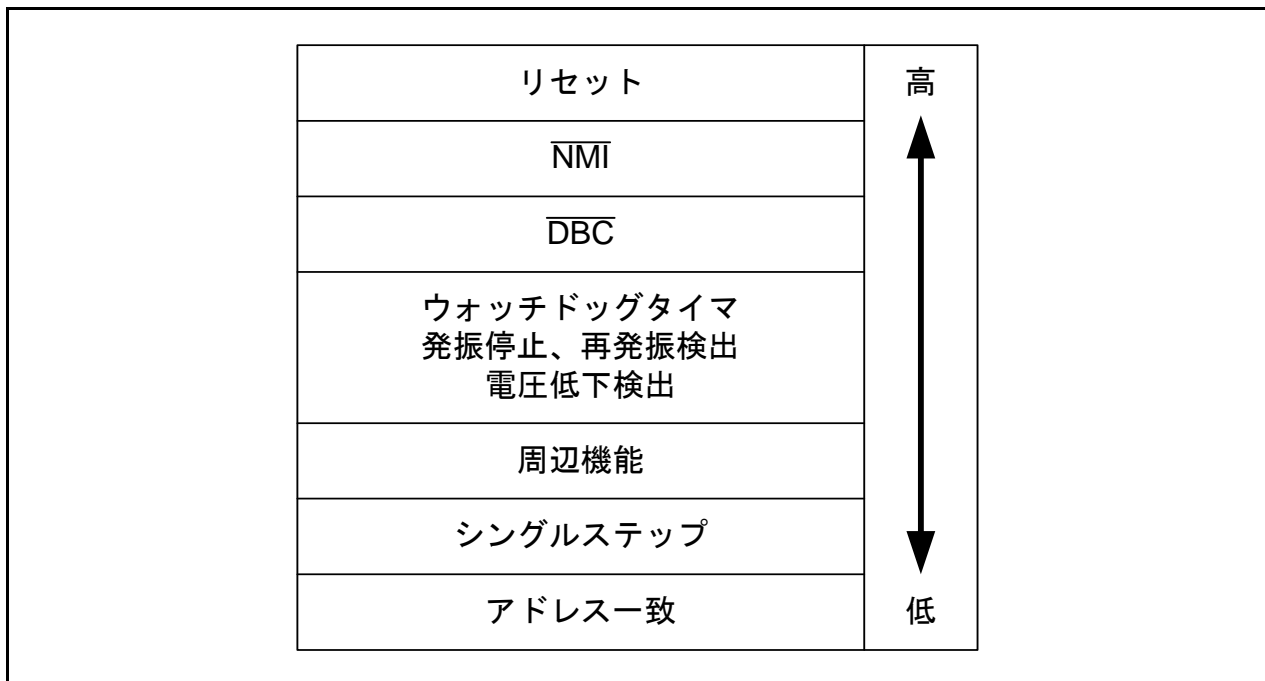 リセット
高
N̅M̅I̅
D̅B̅C̅
ウォッチドッグタイマ
発振停止、再発振検出
電圧低下検出
周辺機能
シングルステップ
アドレス一致
低